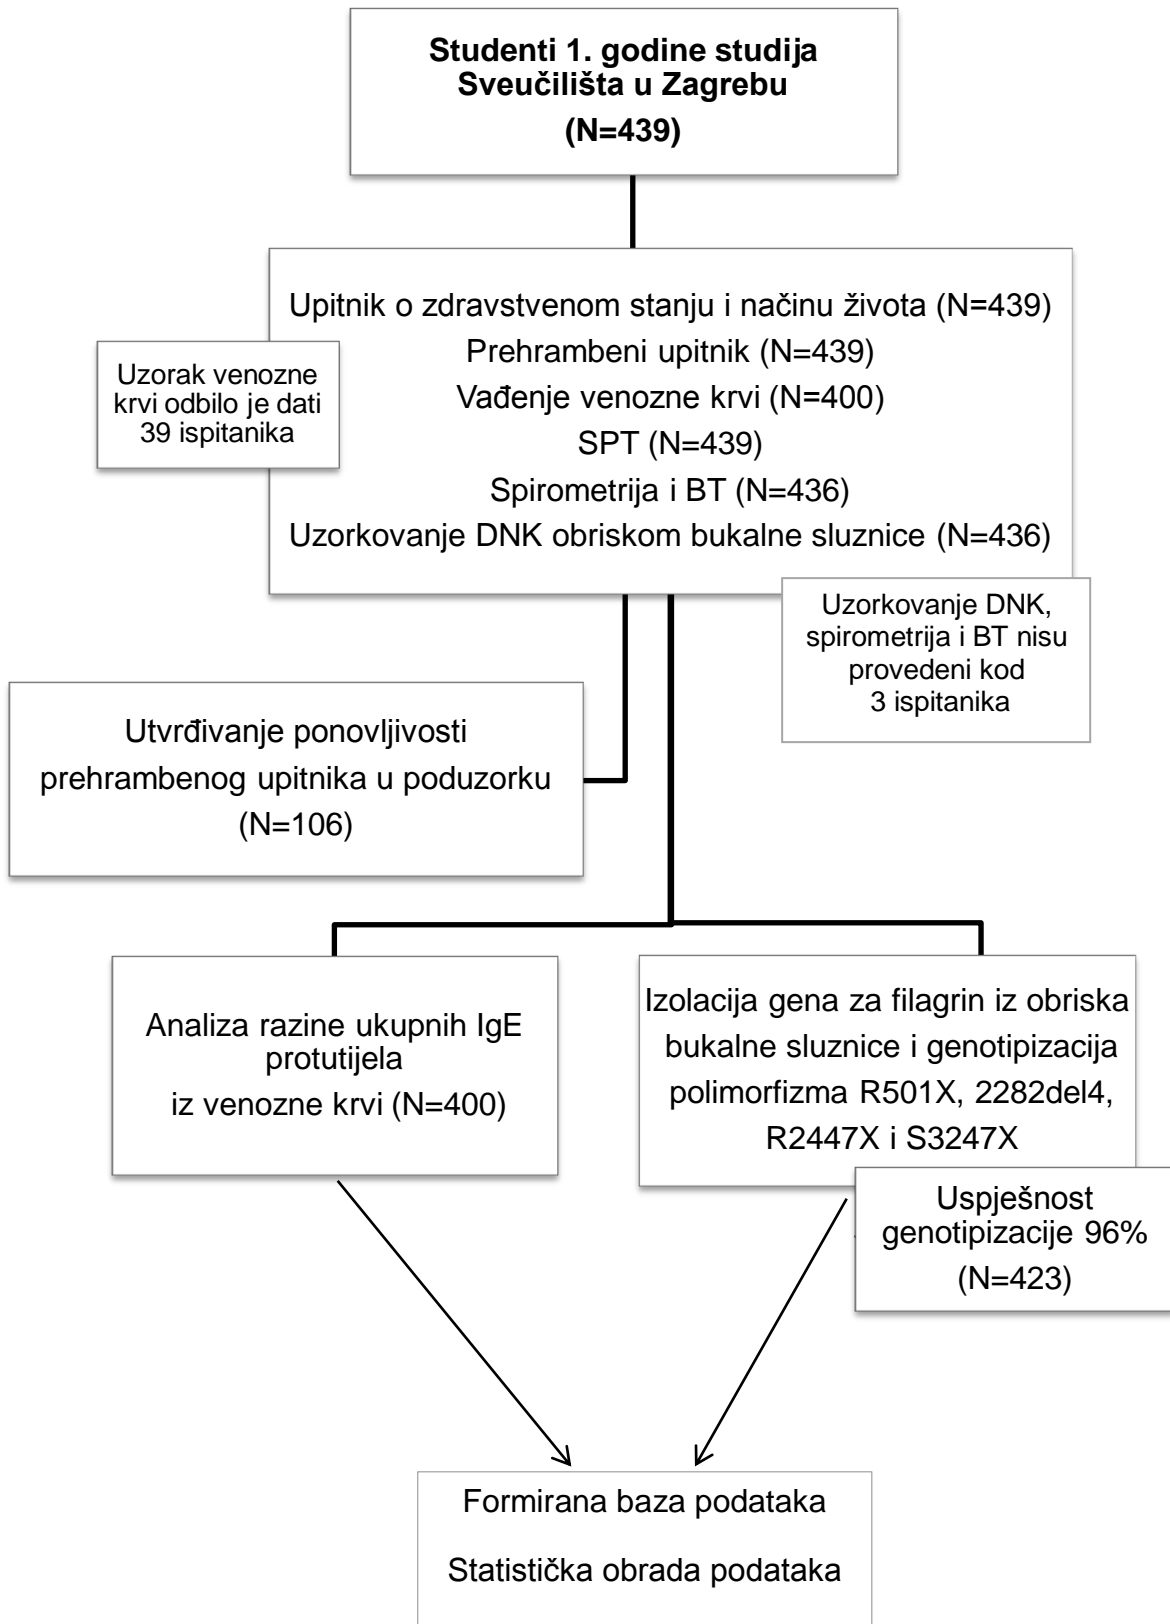 Studenti 1. godine studija
Sveučilišta u Zagrebu
(N=439)
Upitnik o zdravstvenom stanju i načinu života (N=439)
Prehrambeni upitnik (N=439)
Vađenje venozne krvi (N=400)
SPT (N=439)
Spirometrija i BT (N=436)
Uzorkovanje DNK obriskom bukalne sluznice (N=436)
Uzorak venozne
krvi odbilo je dati
39 ispitanika
Uzorkovanje DNK,
spirometrija i BT nisu
provedeni kod
3 ispitanika
Utvrđivanje ponovljivosti
prehrambenog upitnika u poduzorku
(N=106)
Analiza razine ukupnih IgE
protutijela
iz venozne krvi (N=400)
Izolacija gena za filagrin iz obriska
bukalne sluznice i genotipizacija
polimorfizma R501X, 2282del4,
R2447X i S3247X
Uspješnost
genotipizacije 96%
(N=423)
Formirana baza podataka
Statistička obrada podataka